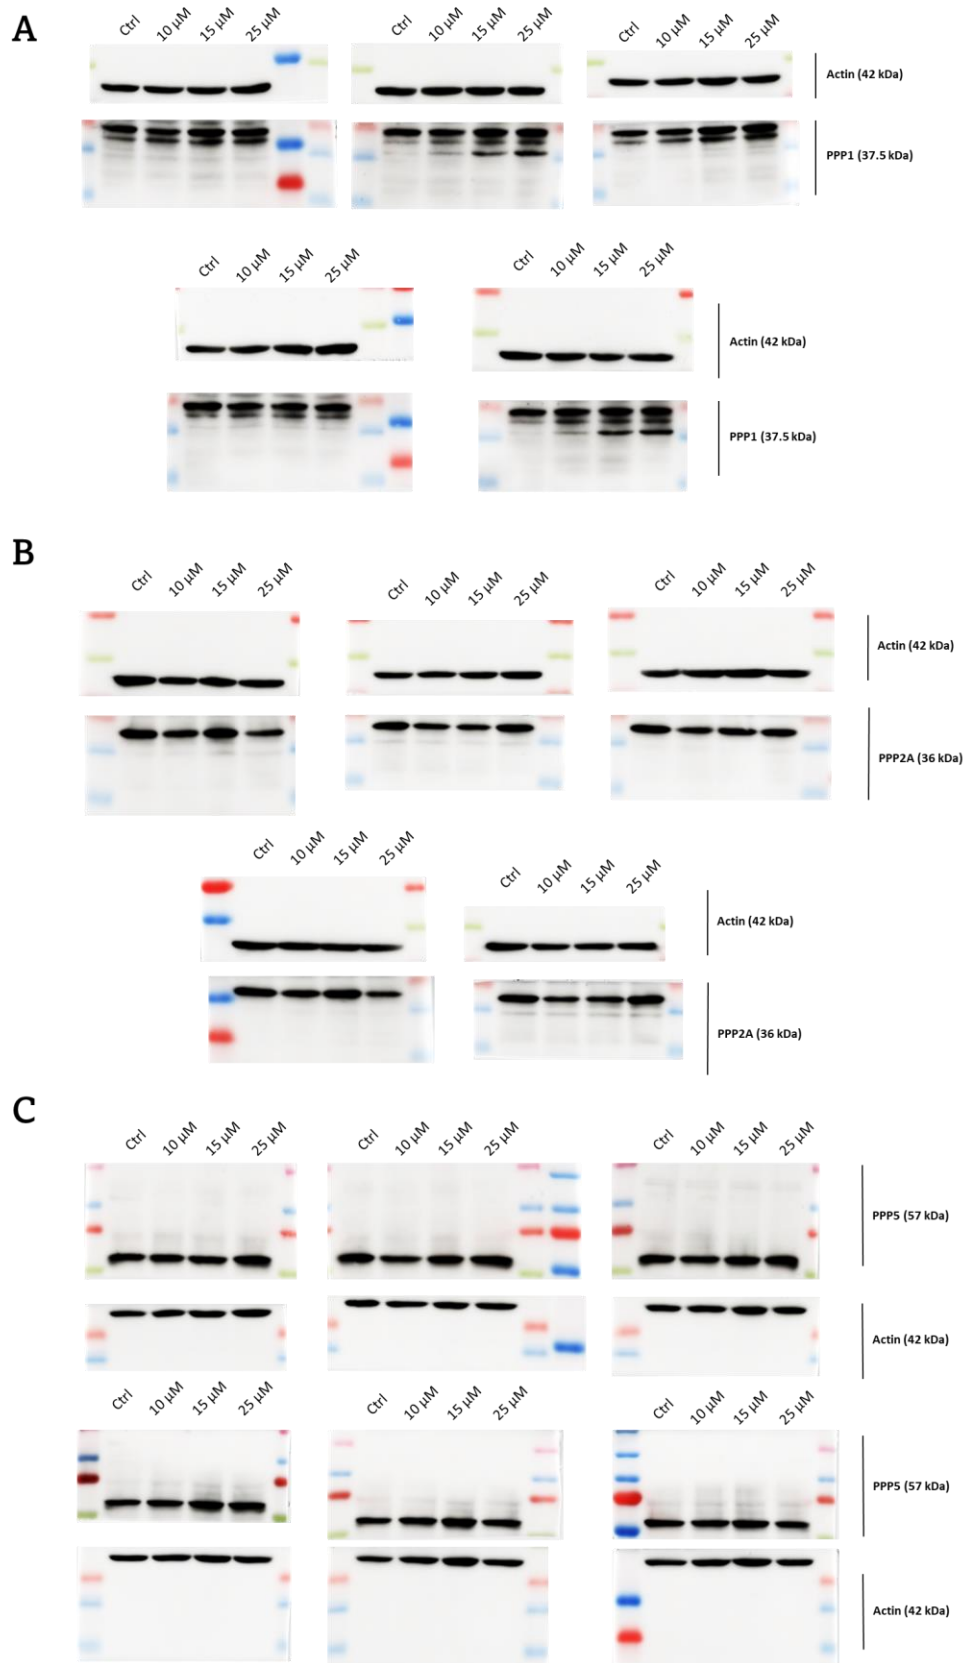 A
Ctrl 10 µM 15 µM 25 µM Ctrl 10 µM 15 µM 25 µM Ctrl 10 µM 15 µM 25 µM
Actin (42 kDa)
PPP1 (37.5 kDa)
Ctrl 10 µM 15 µM 25 µM Ctrl 10 µM 15 µM 25 µM
Actin (42 kDa)
PPP1 (37.5 kDa)
B
Ctrl 10 µM 15 µM 25 µM Ctrl 10 µM 15 µM 25 µM Ctrl 10 µM 15 µM 25 µM
Actin (42 kDa)
PPP2A (36 kDa)
Ctrl 10 µM 15 µM 25 µM Ctrl 10 µM 15 µM 25 µM
Actin (42 kDa)
PPP2A (36 kDa)
C
Ctrl 10 µM 15 µM 25 µM Ctrl 10 µM 15 µM 25 µM Ctrl 10 µM 15 µM 25 µM
PPP5 (57 kDa)
Actin (42 kDa)
Ctrl 10 µM 15 µM 25 µM Ctrl 10 µM 15 µM 25 µM Ctrl 10 µM 15 µM 25 µM
PPP5 (57 kDa)
Actin (42 kDa)